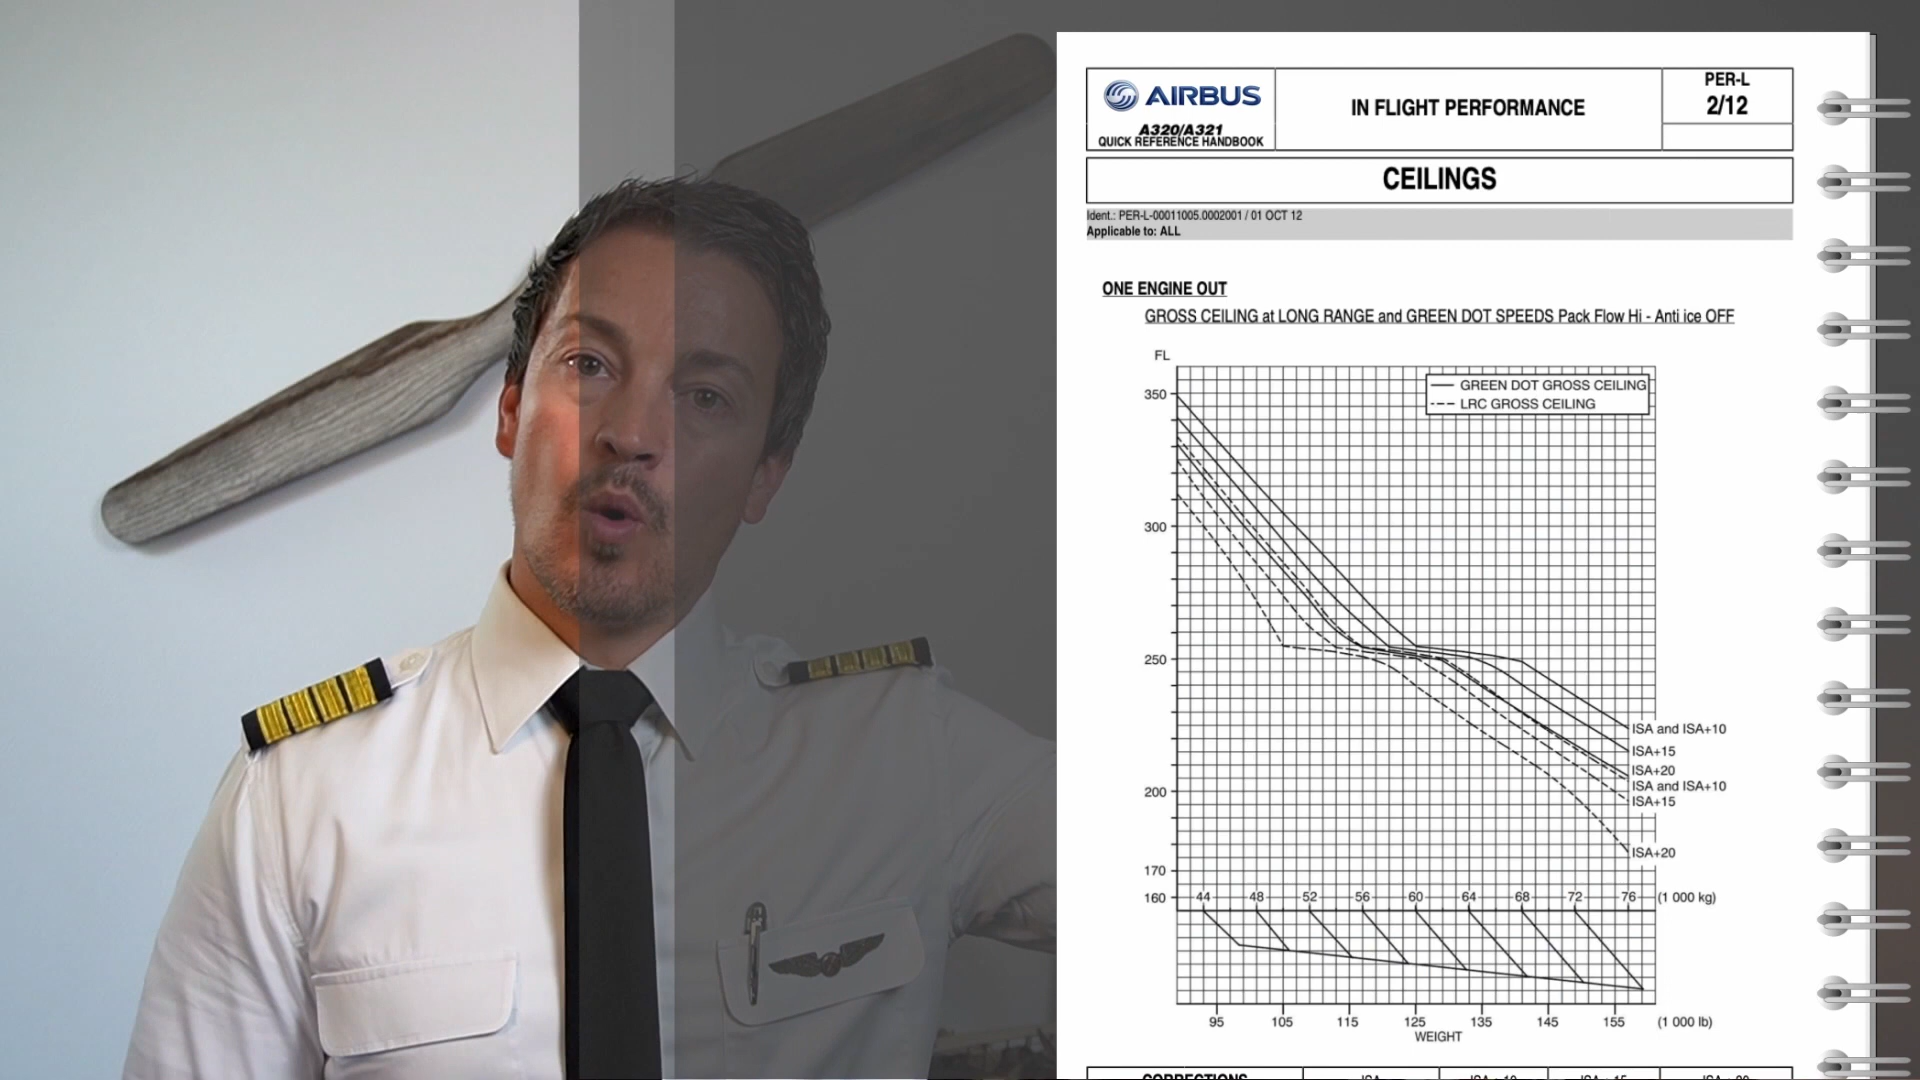 AIRBUS
A320/A321
QUICK REFERENCE HANDBOOK
IN FLIGHT PERFORMANCE
PER-L
2/12
CEILINGS
Ident.: PER-L-00011005.0002001 / 01 OCT 12
Applicable to: ALL
ONE ENGINE OUT
GROSS CEILING at LONG RANGE and GREEN DOT SPEEDS Pack Flow Hi - Anti ice OFF
FL
GREEN DOT GROSS CEILING
LRC GROSS CEILING
350
300
250
200
170
160
ISA and ISA+10
ISA+15
ISA+20
ISA and ISA+10
ISA+15
ISA+20
44 48 52 56 60 64 68 72 76 (1 000 kg)
95 105 115 125 135 145 155 (1 000 lb)
WEIGHT